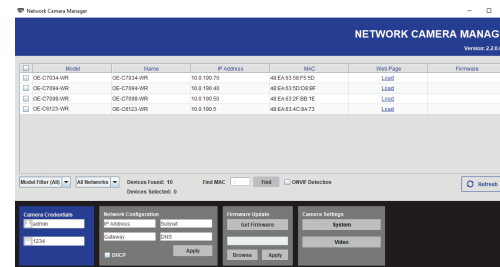 Network Camera Manager
NETWORK CAMERA MANAG
Version: 2.2.0.
Model Name IP Address MAC Web Page Firmware
OE-C7034-WR OE-C7034-WR 10.0.190.70 48:EA:63:58:F5:5D Load
OE-C7094-WR OE-C7094-WR 10.0.190.40 48:EA:63:5D:D8:BF Load
OE-C7098-WR OE-C7098-WR 10.0.190.50 48:EA:63:2F:BB:1E Load
OE-C8123-WR OE-C8123-WR 10.0.190.5 48:EA:63:4C:8A:73 Load
Model Filter (All) All Networks Devices Found: 10 Find MAC Find ONVIF Detection Refresh
Devices Selected: 0
Camera Credentials Network Configuration Firmware Update Camera Settings
admin IP Address Subnet Get Firmware System
1234 Gateway DNS Video
DHCP Apply Browse Apply